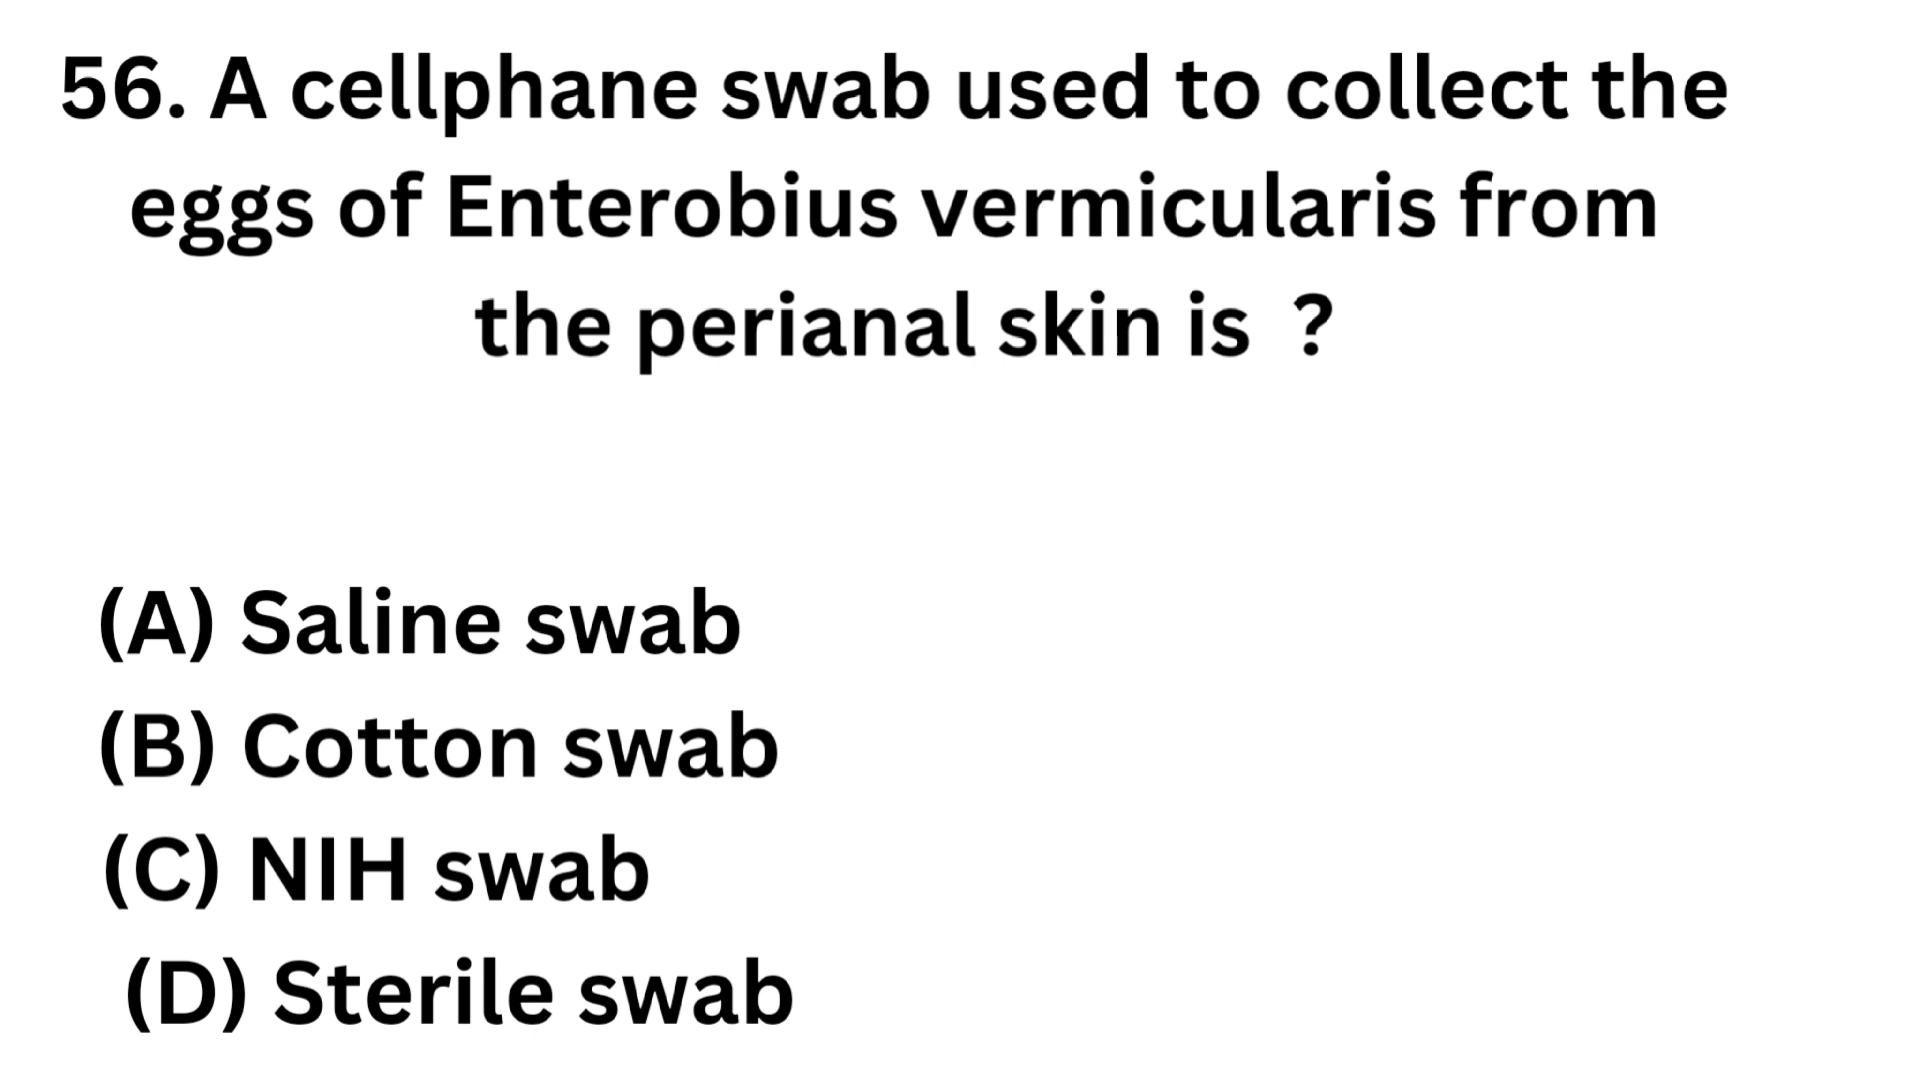 56. A cellphane swab used to collect the
eggs of Enterobius vermicularis from
the perianal skin is ?
(A) Saline swab
(B) Cotton swab
(C) NIH swab
(D) Sterile swab